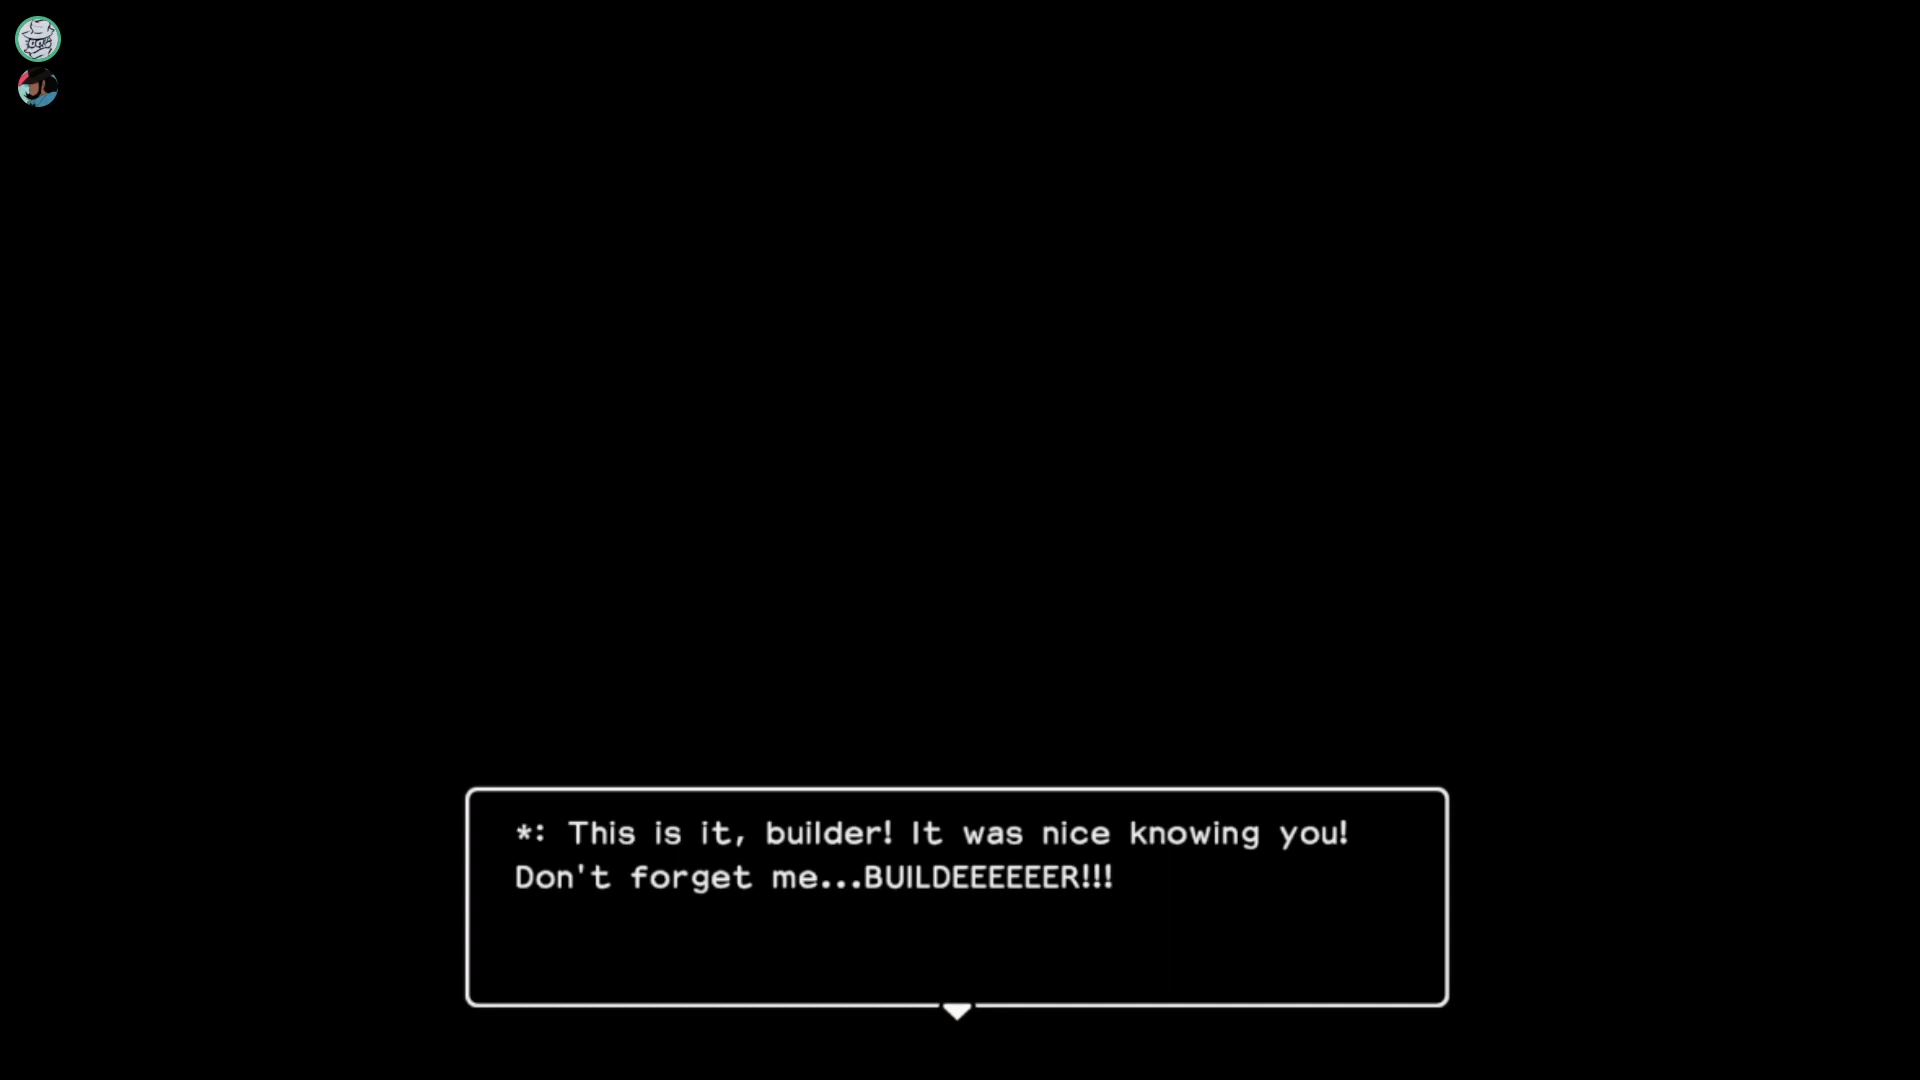 *: This is it, builder! It was nice knowing you!
Don't forget me...BUILDEEEEEER!!!